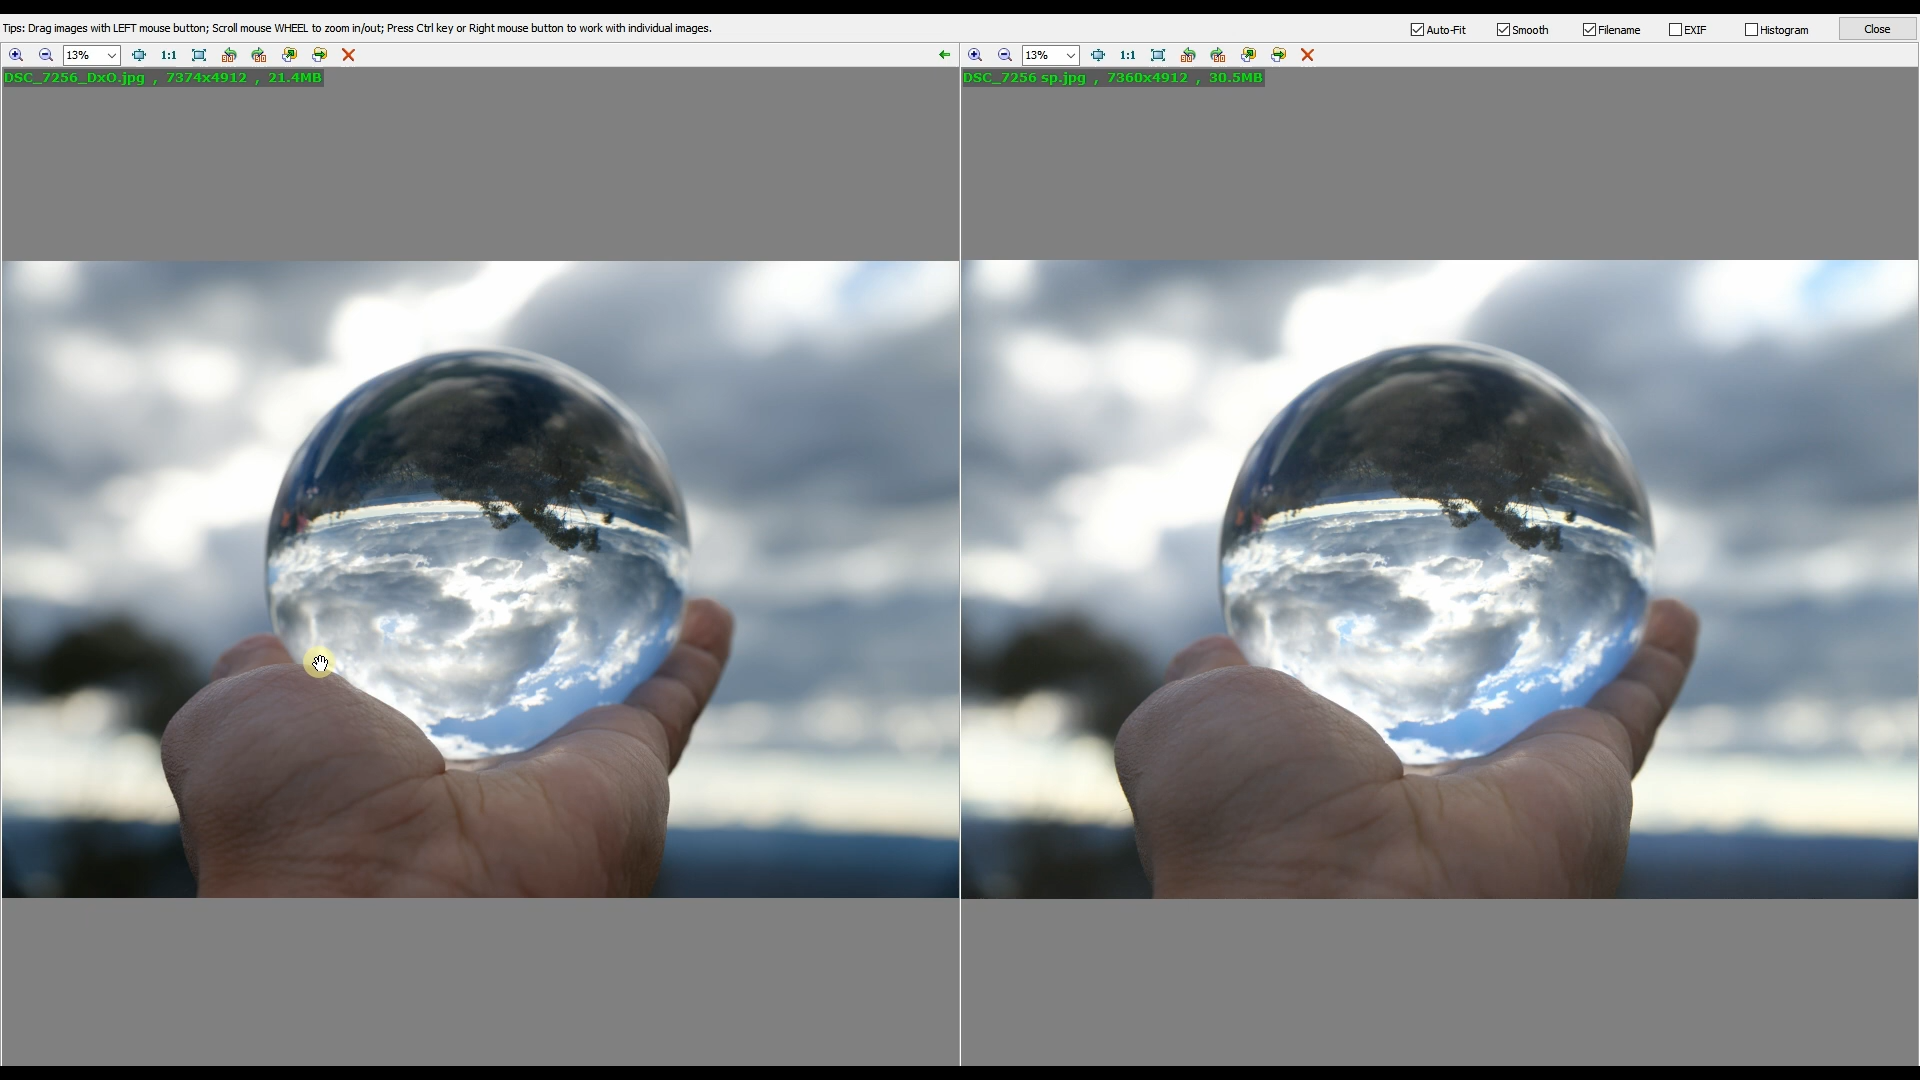 Tips: Drag images with LEFT mouse button; Scroll mouse WHEEL to zoom in/out; Press Ctrl key or Right mouse button to work with individual images.
Auto-Fit Smooth Filename EXIF Histogram Close
13% 1:1 13% 1:1
DSC_7256_DxO.jpg , 7374x4912 , 21.4MB
DSC_7256 sp.jpg , 7360x4912 , 30.5MB